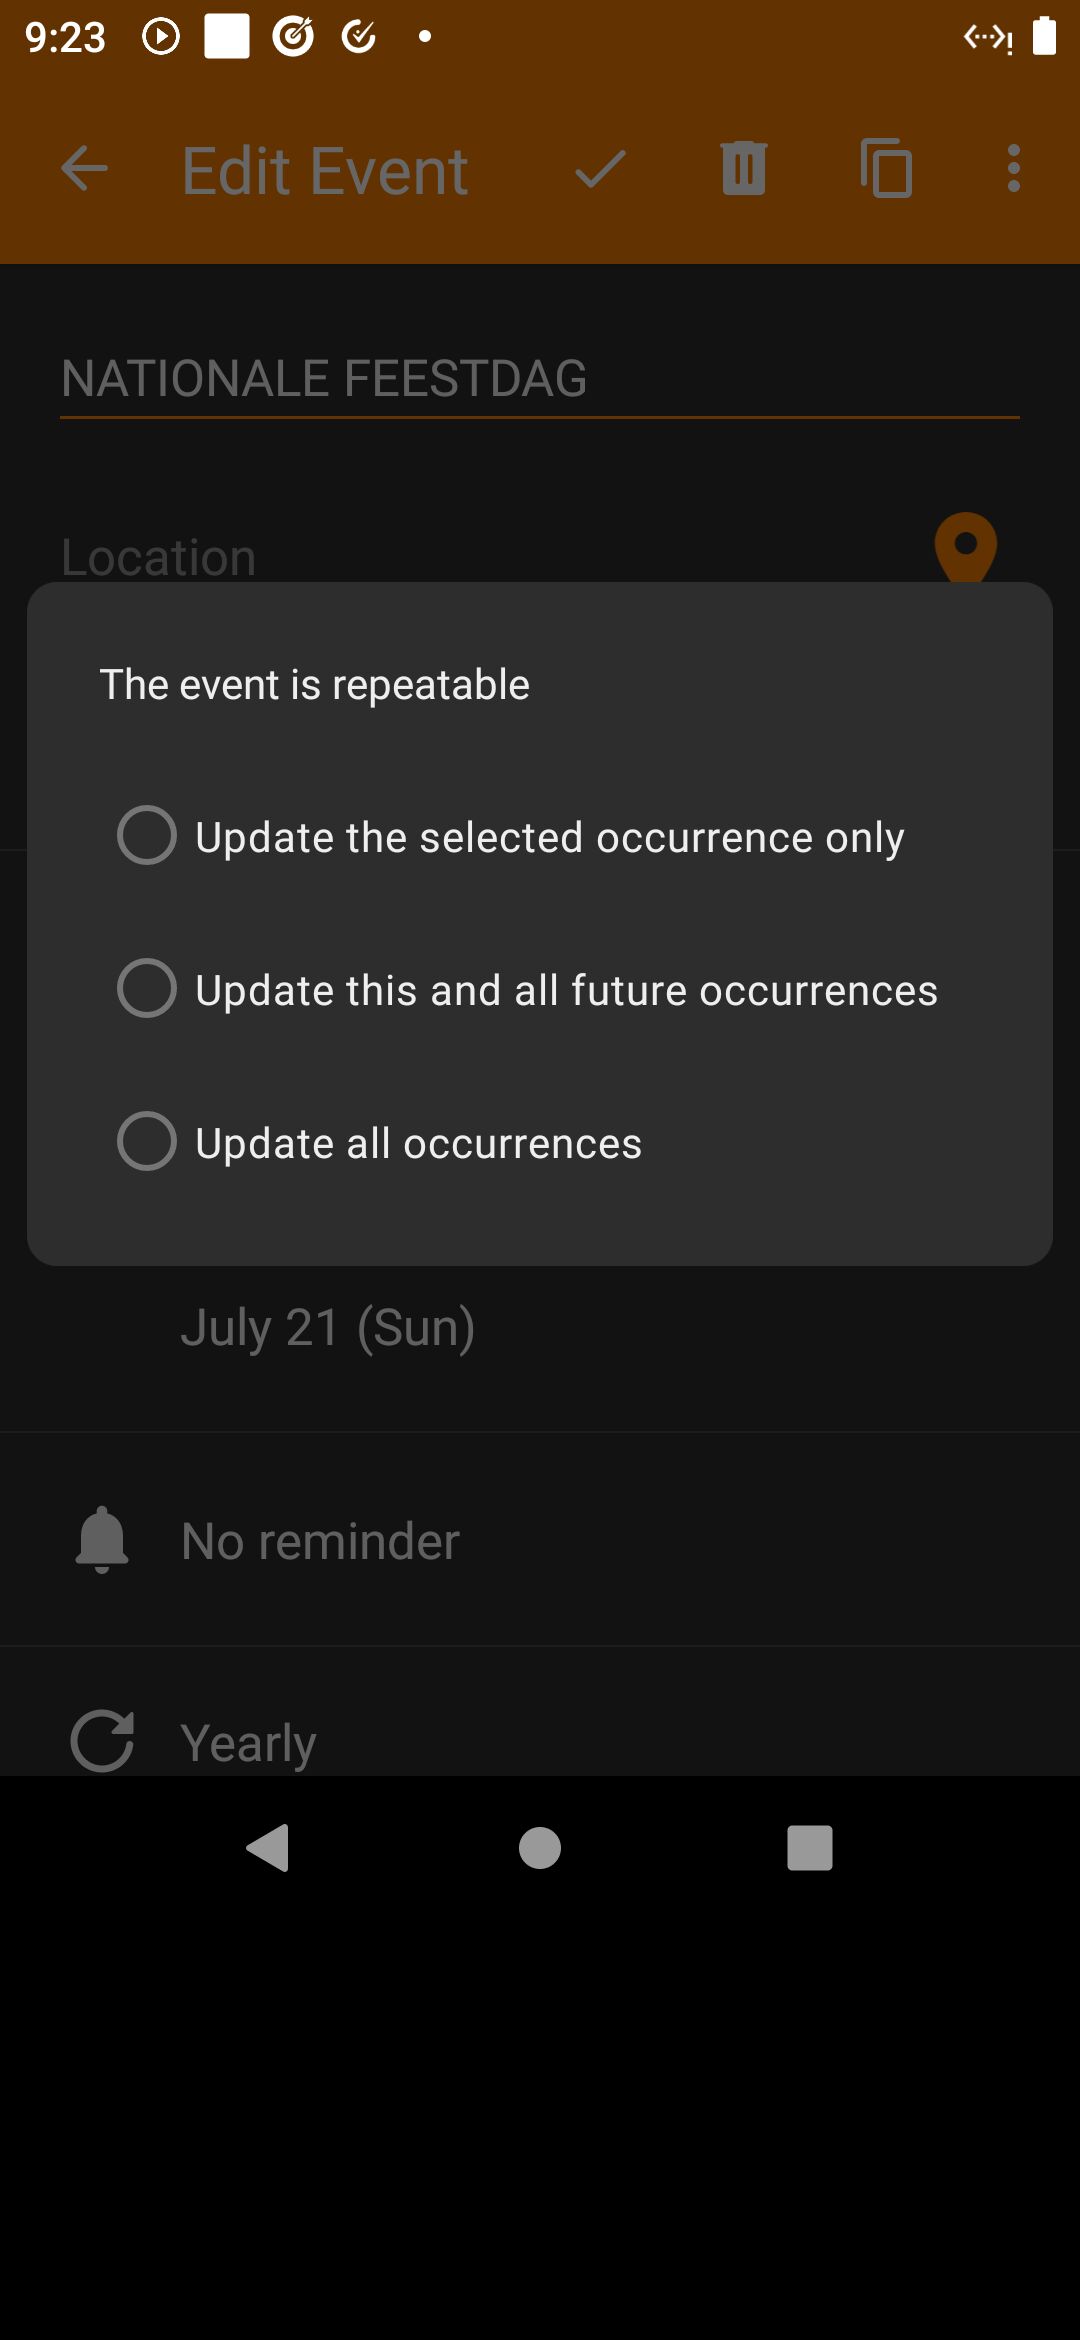 9:23
Edit Event
NATIONALE FEESTDAG
Location
The event is repeatable
Update the selected occurrence only
Update this and all future occurrences
Update all occurrences
July 21 (Sun)
No reminder
Yearly